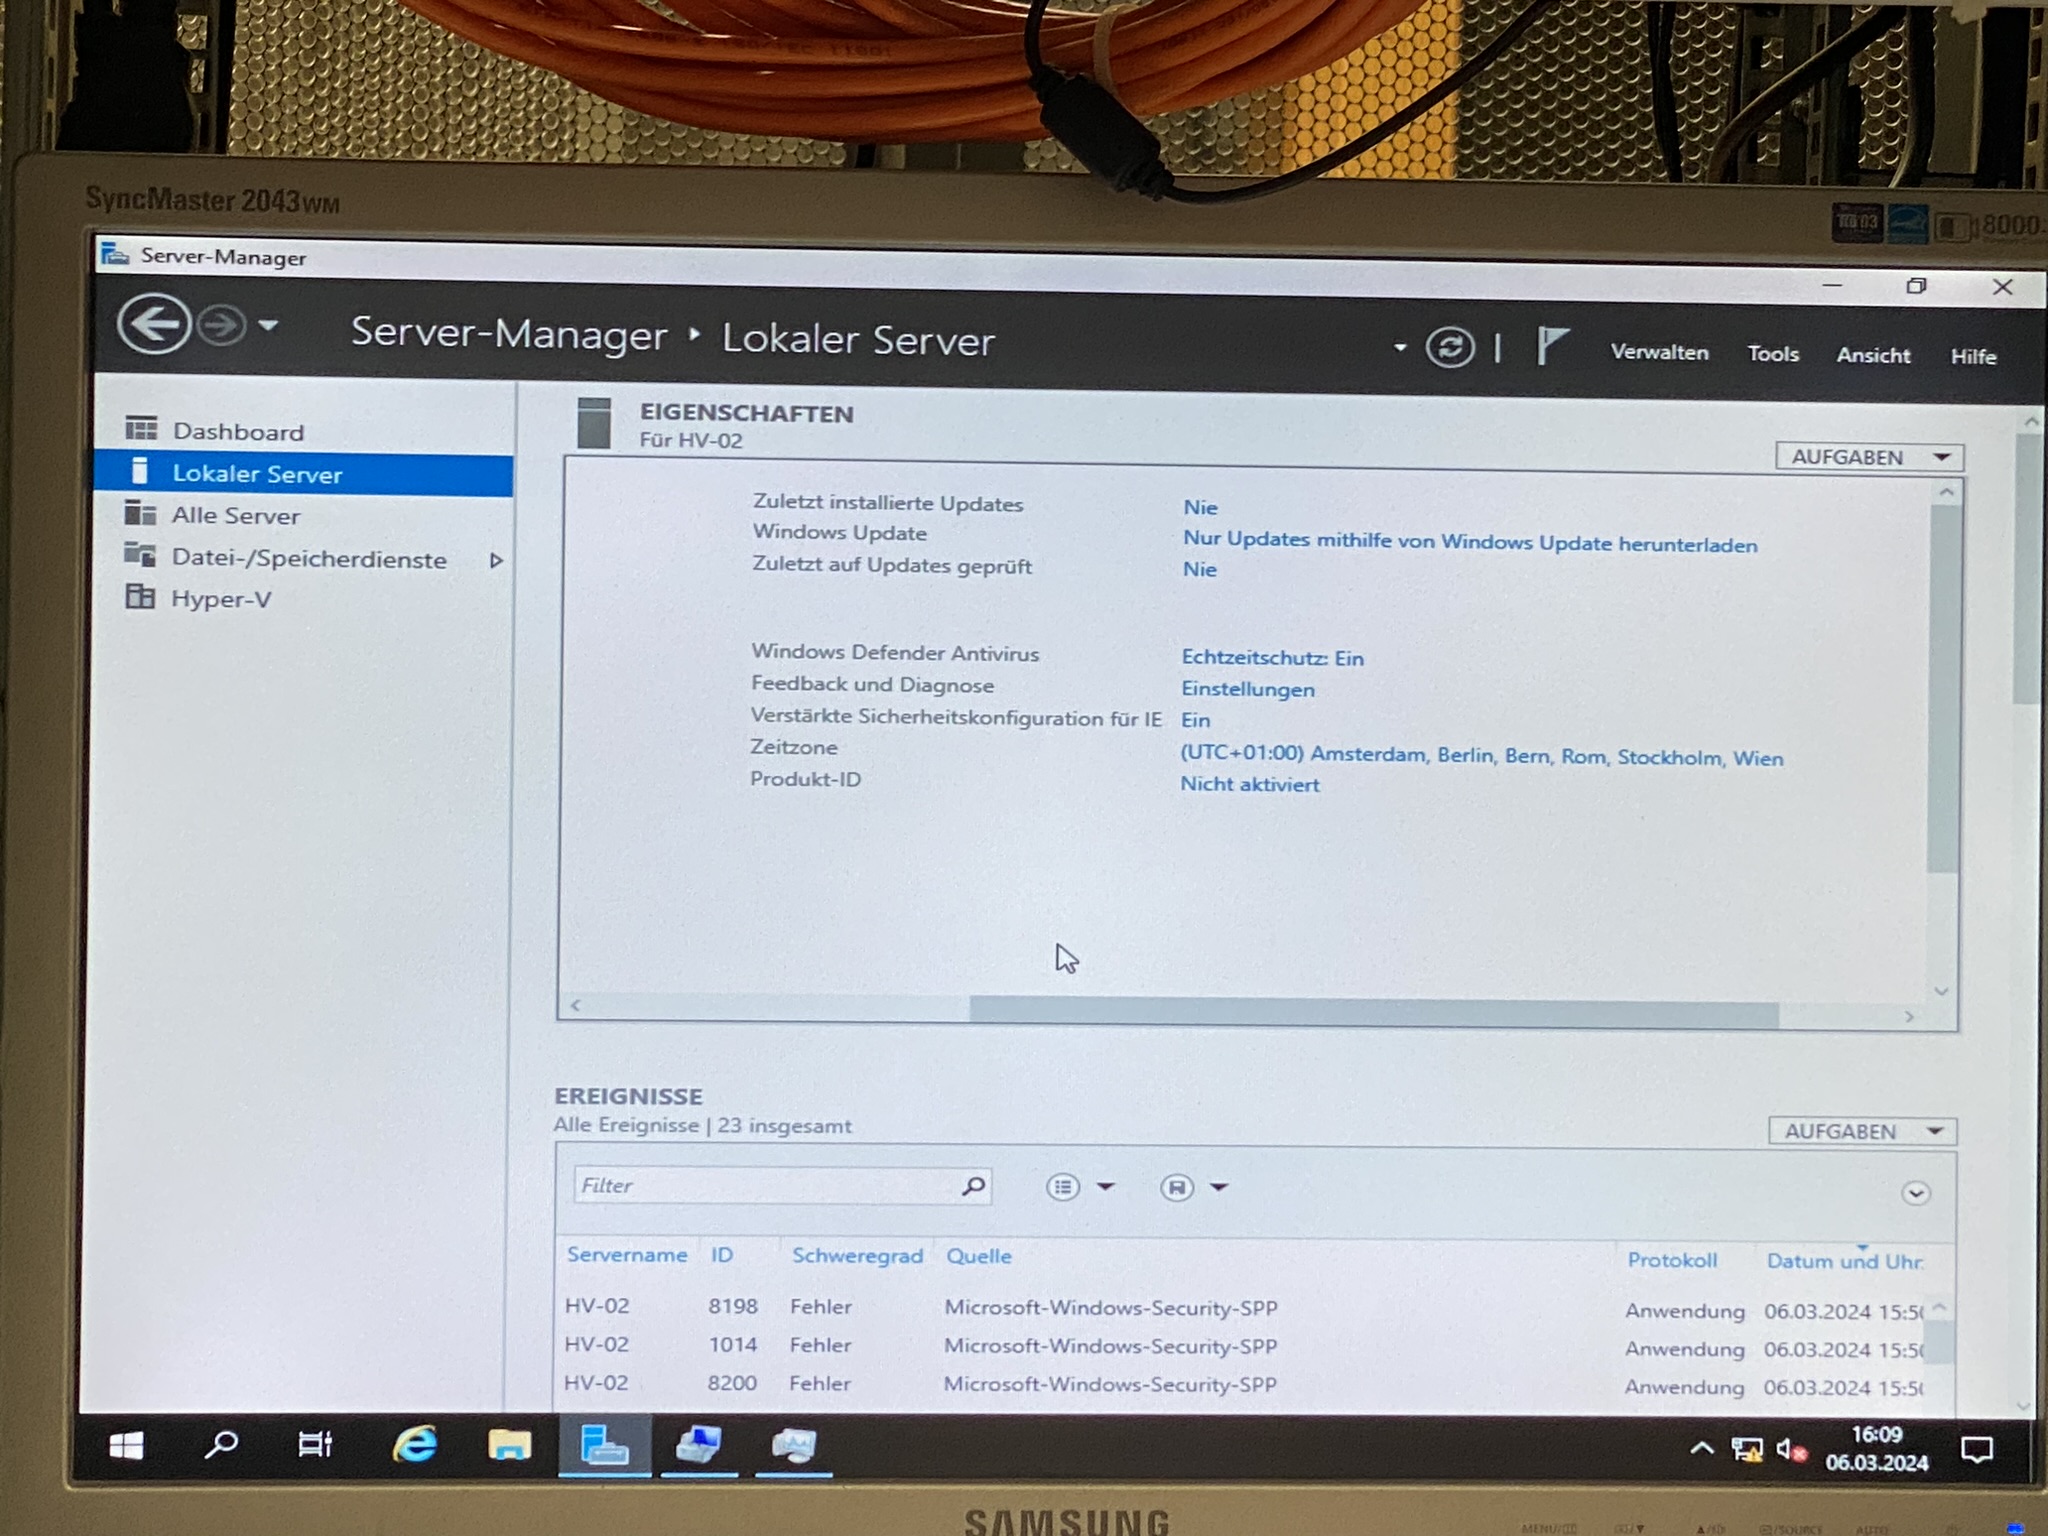 SyncMaster 2043WM
Server-Manager
Server-Manager ‣ Lokaler Server
Verwalten Tools Ansicht Hilfe
Dashboard
Lokaler Server
Alle Server
Datei-/Speicherdienste
Hyper-V
EIGENSCHAFTEN
Für HV-02
AUFGABEN
Zuletzt installierte Updates Nie
Windows Update Nur Updates mithilfe von Windows Update herunterladen
Zuletzt auf Updates geprüft Nie
Windows Defender Antivirus Echtzeitschutz: Ein
Feedback und Diagnose Einstellungen
Verstärkte Sicherheitskonfiguration für IE Ein
Zeitzone (UTC+01:00) Amsterdam, Berlin, Bern, Rom, Stockholm, Wien
Produkt-ID Nicht aktiviert
EREIGNISSE
Alle Ereignisse | 23 insgesamt
AUFGABEN
Filter
Servername ID Schweregrad Quelle Protokoll Datum und Uhr
HV-02 8198 Fehler Microsoft-Windows-Security-SPP Anwendung 06.03.2024 15:5
HV-02 1014 Fehler Microsoft-Windows-Security-SPP Anwendung 06.03.2024 15:5
HV-02 8200 Fehler Microsoft-Windows-Security-SPP Anwendung 06.03.2024 15:5
16:09
06.03.2024
SAMSUNG